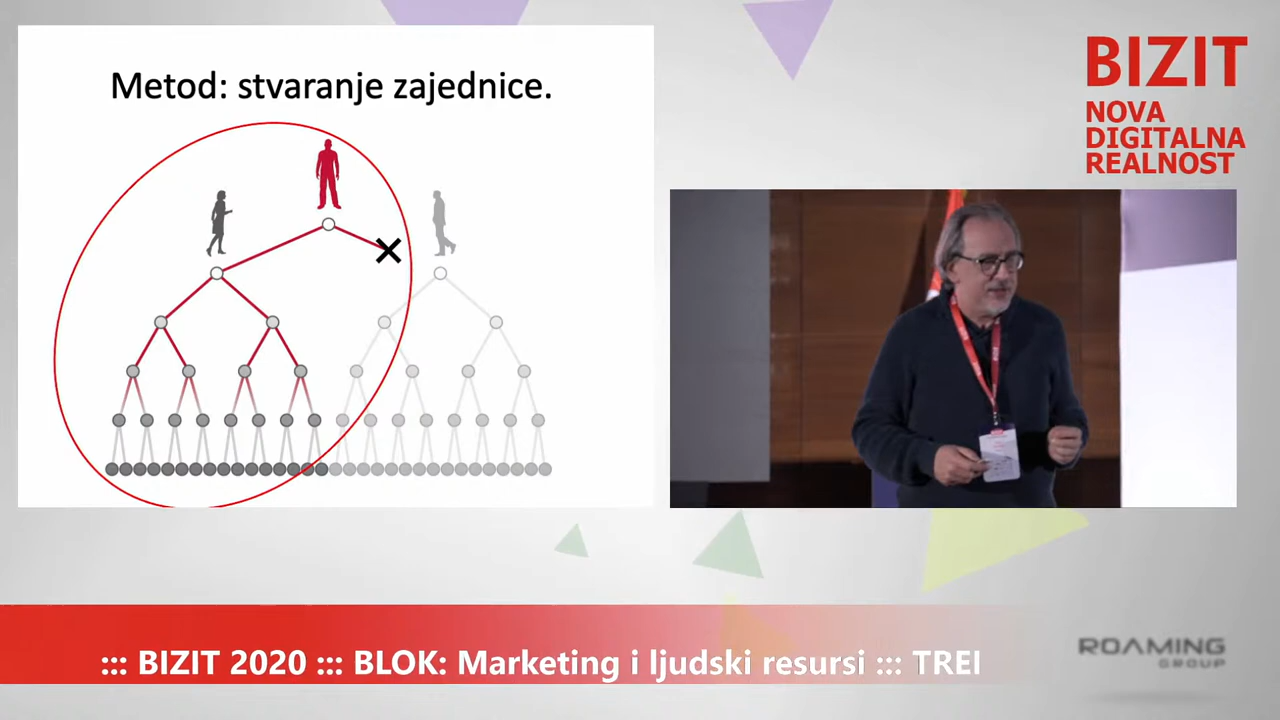 Metod: stvaranje zajednice.
BIZIT
NOVA
DIGITALNA
REALNOST
::: BIZIT 2020 ::: BLOK: Marketing i ljudski resursi ::: TREI
ROAMING
GROUP